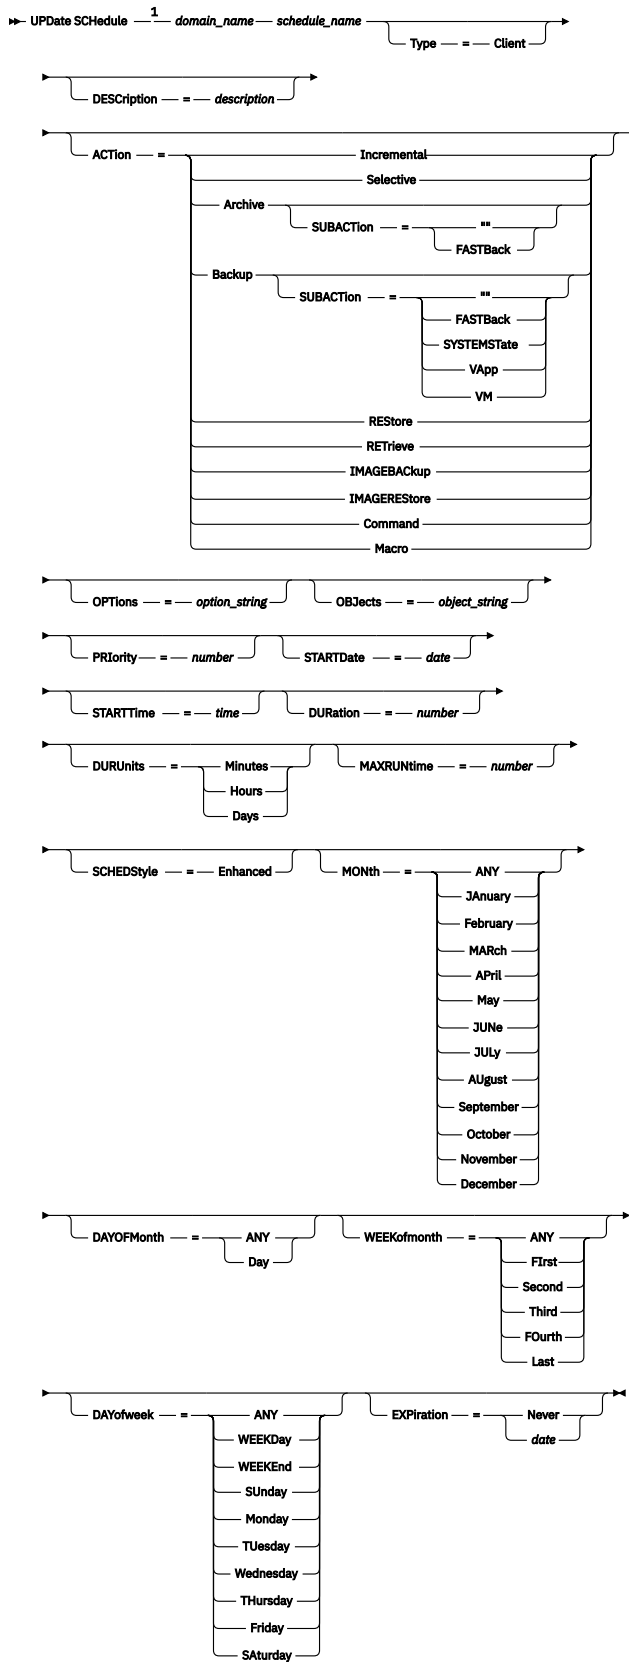 UPDate SCHedule 1 domain_name schedule_name
Type = Client
DESCription = description
ACTion = Incremental
Selective
Archive
SUBACTion = ""
FASTBack
Backup
SUBACTion = ""
FASTBack
SYSTEMSTate
VApp
VM
REStore
RETrieve
IMAGEBACkup
IMAGEREStore
Command
Macro
OPTions = option_string OBJects = object_string
PRIority = number STARTDate = date
STARTTime = time DURation = number
DURUnits = Minutes MAXRUNtime = number
Hours
Days
SCHEDStyle = Enhanced MONth = ANY
JAnuary
February
MARch
APril
May
JUNe
JULy
AUgust
September
October
November
December
DAYOFMonth = ANY WEEKofmonth = ANY
Day FIrst
Second
Third
FOurth
Last
DAYofweek = ANY EXPiration = Never
WEEKDay date
WEEKEnd
SUnday
Monday
TUesday
Wednesday
THursday
Friday
SAturday